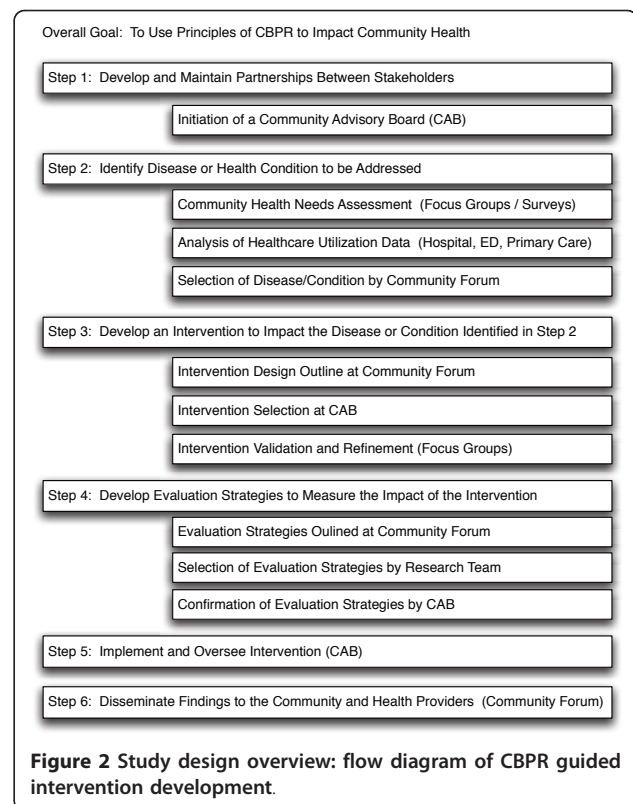 Overall Goal: To Use Principles of CBPR to Impact Community Health
Step 1: Develop and Maintain Partnerships Between Stakeholders
Initiation of a Community Advisory Board (CAB)
Step 2: Identify Disease or Health Condition to be Addressed
Community Health Needs Assessment (Focus Groups / Surveys)
Analysis of Healthcare Utilization Data (Hospital, ED, Primary Care)
Selection of Disease/Condition by Community Forum
Step 3: Develop an Intervention to Impact the Disease or Condition Identified in Step 2
Intervention Design Outline at Community Forum
Intervention Selection at CAB
Intervention Validation and Refinement (Focus Groups)
Step 4: Develop Evaluation Strategies to Measure the Impact of the Intervention
Evaluation Strategies Oulined at Community Forum
Selection of Evaluation Strategies by Research Team
Confirmation of Evaluation Strategies by CAB
Step 5: Implement and Oversee Intervention (CAB)
Step 6: Disseminate Findings to the Community and Health Providers (Community Forum)
Figure 2 Study design overview: flow diagram of CBPR guided
intervention development.